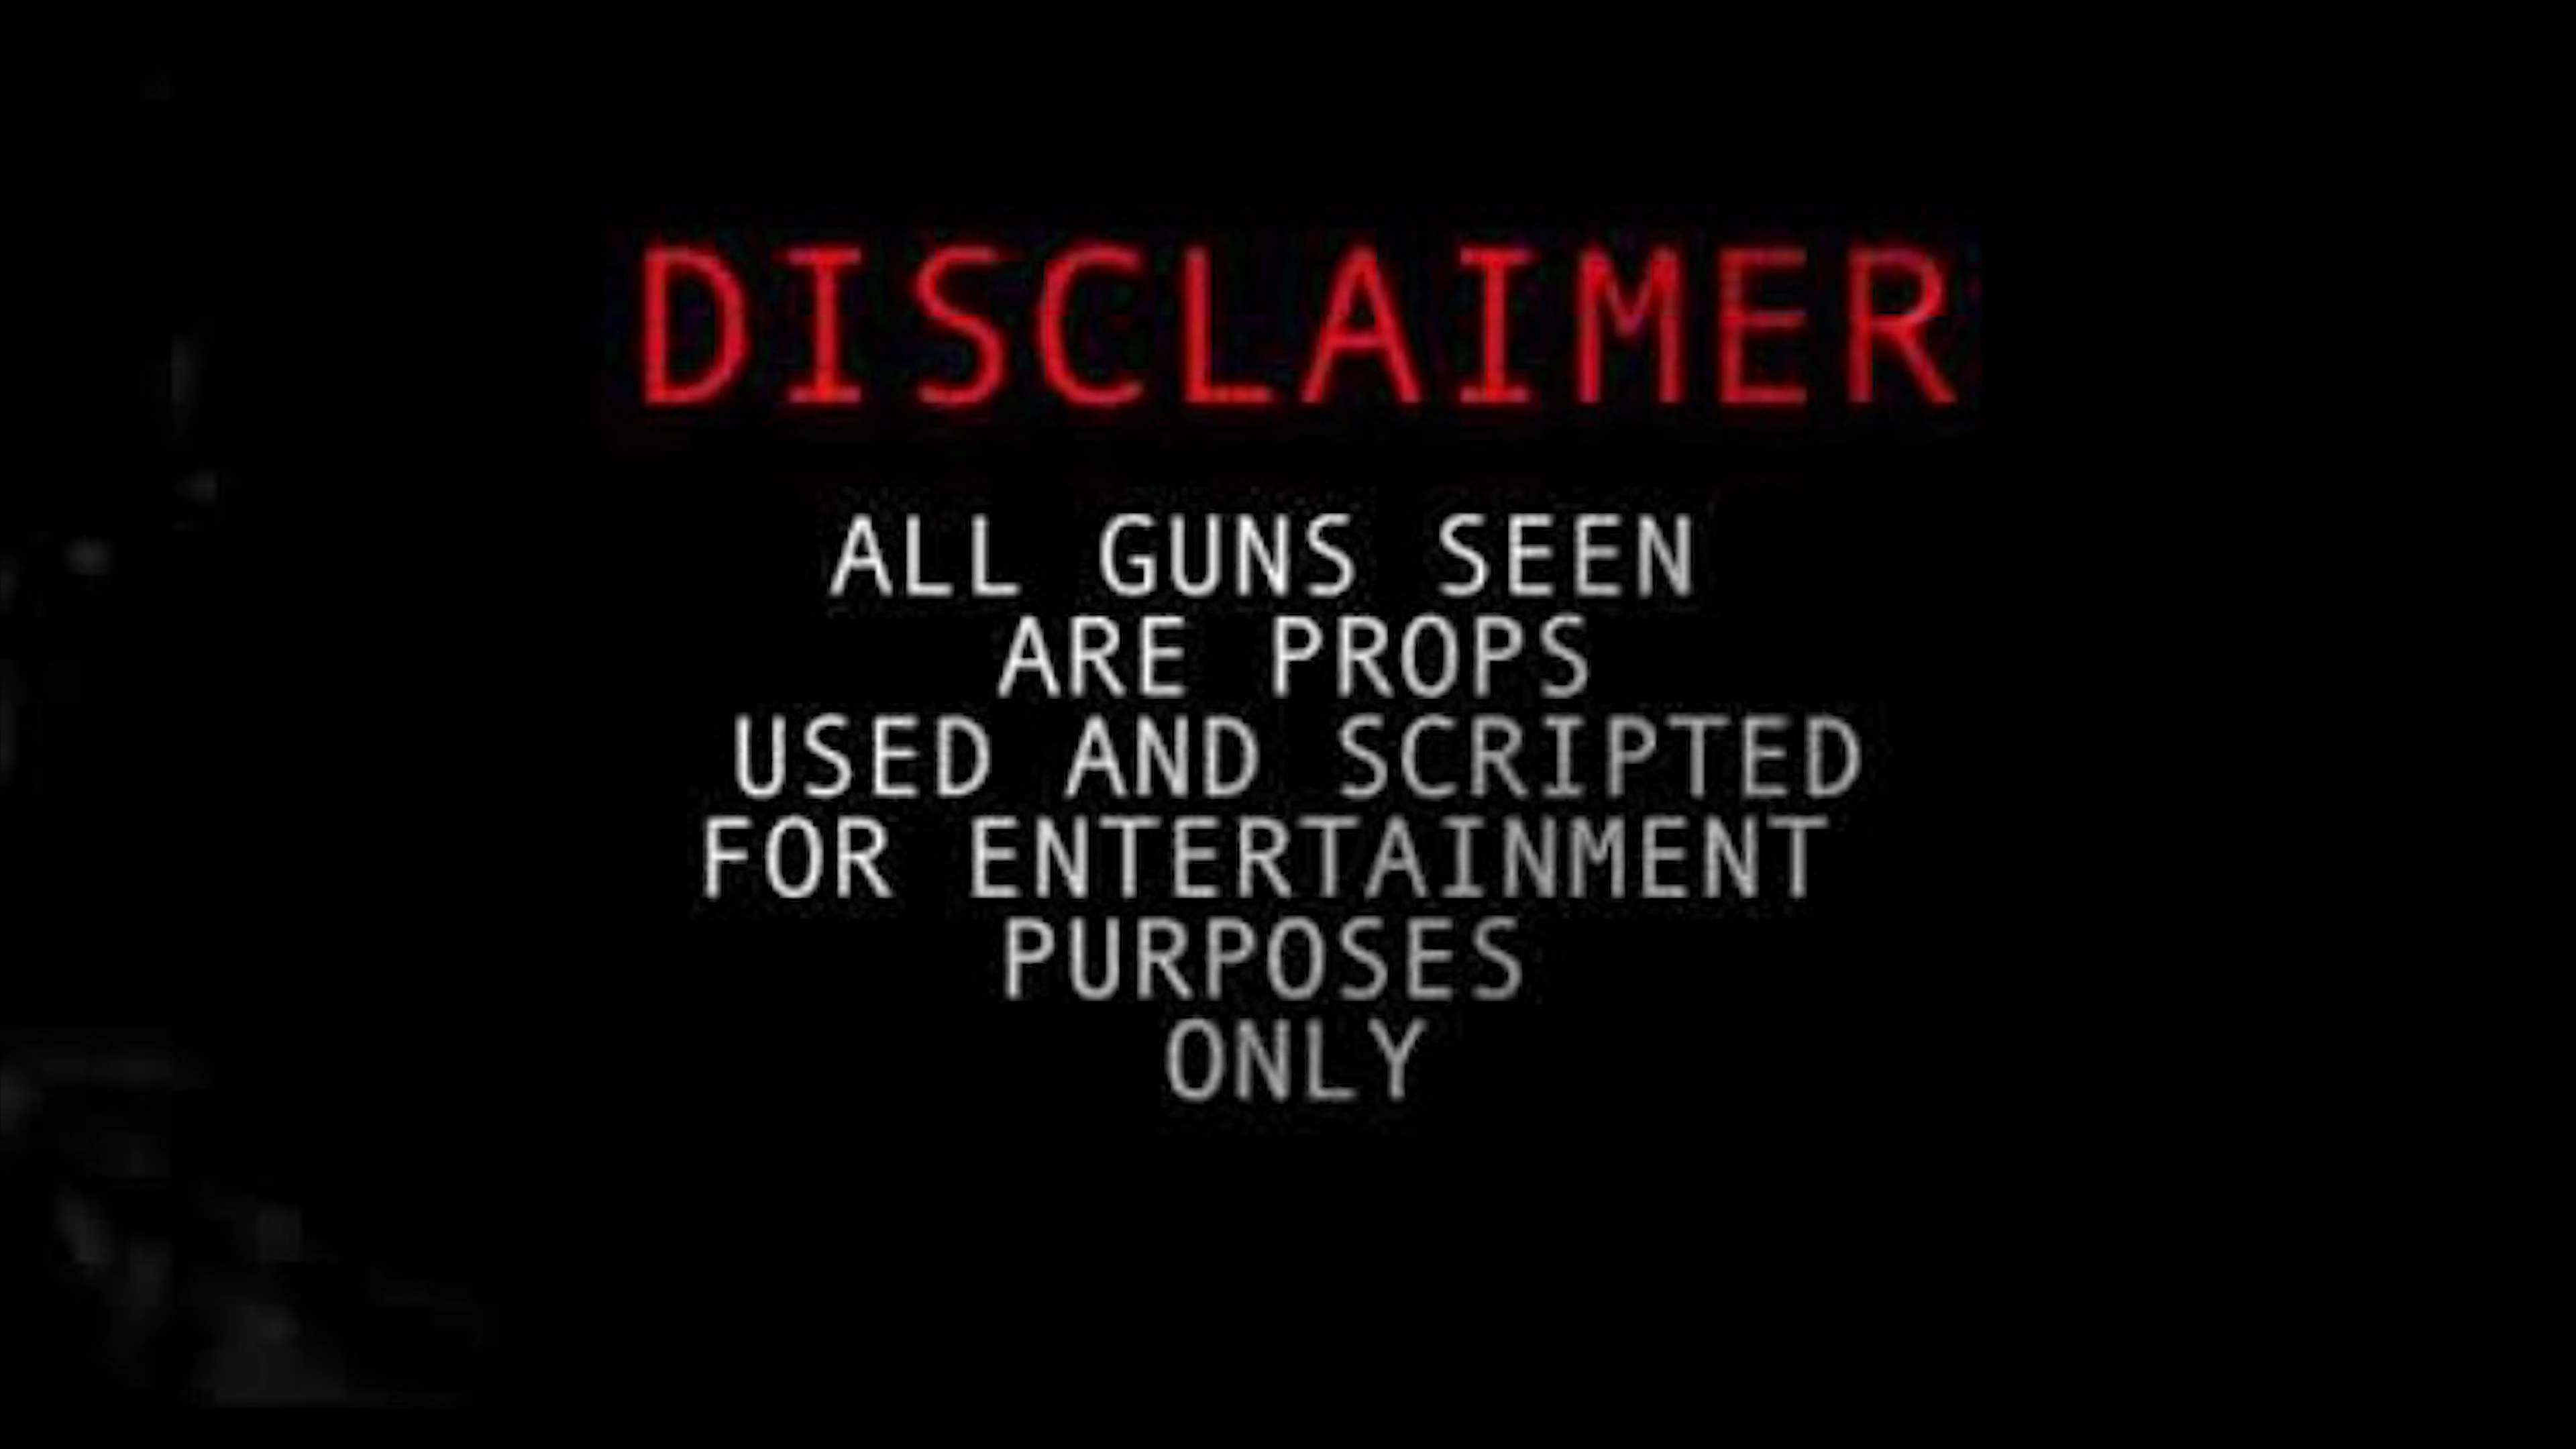 DISCLAIMER
ALL GUNS SEEN
ARE PROPS
USED AND SCRIPTED
FOR ENTERTAINMENT
PURPOSES
ONLY